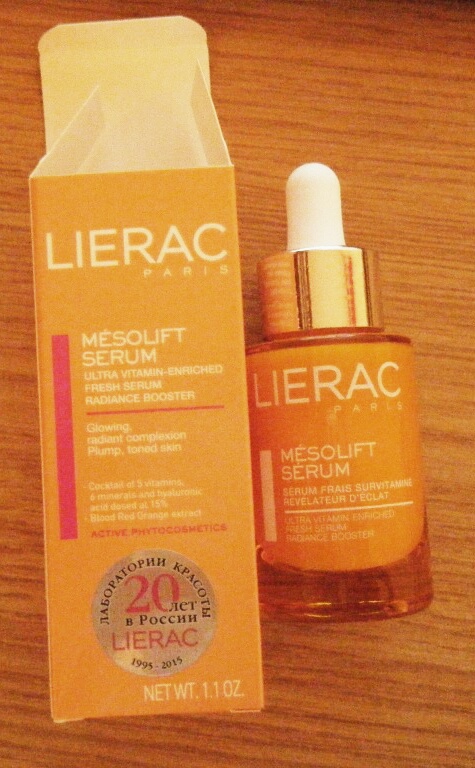 LIERAC
PARIS
MÉSOLIFT
SERUM
ULTRA VITAMIN-ENRICHED
FRESH SERUM
RADIANCE BOOSTER
Glowing,
radiant complexion
Plump, toned skin
- Cocktail of 5 vitamins,
6 minerals and hyaluronic
acid dosed at 15%
- Blood Red Orange extract
ACTIVE PHYTOCOSMETICS
ЛАБОРАТОРИИ КРАСОТЫ
20 лет
в России
LIERAC
1995-2015
NET WT. 1.1 OZ.
LIERAC
PARIS
MÉSOLIFT
SÉRUM
SÉRUM FRAIS SURVITAMINÉ
RÉVÉLATEUR D'ÉCLAT
ULTRA VITAMIN-ENRICHED
FRESH SERUM
RADIANCE BOOSTER